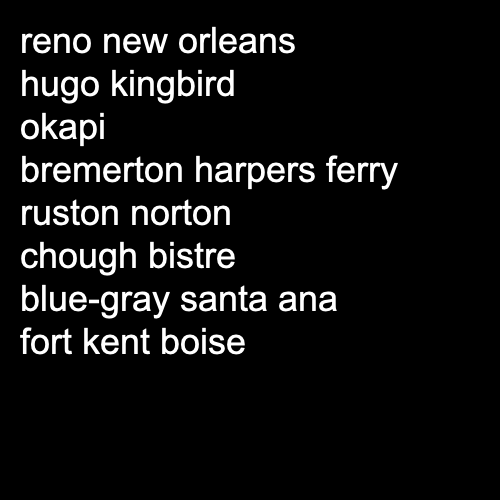 reno new orleans
hugo kingbird
okapi
bremerton harpers ferry
ruston norton
chough bistre
blue-gray santa ana
fort kent boise